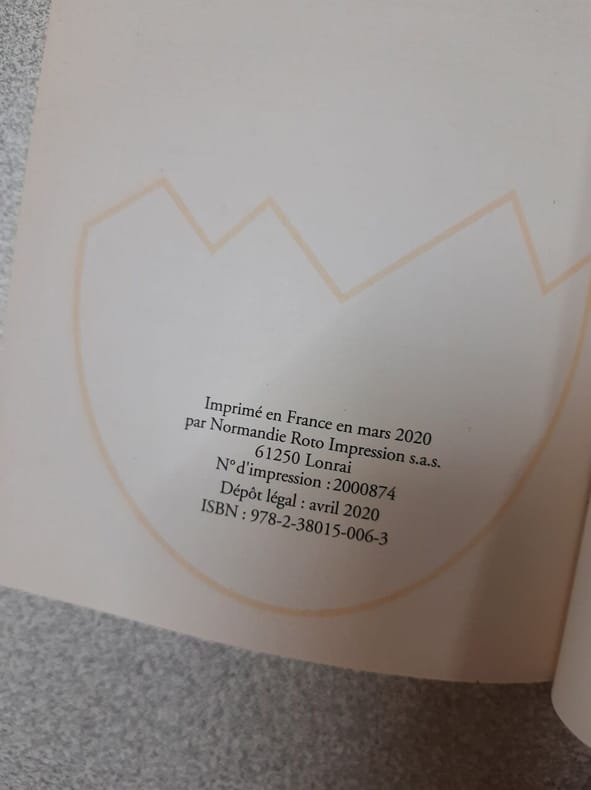 Imprimé en France en mars 2020
par Normandie Roto Impression s.a.s.
61250 Lonrai
N° d'impression : 2000874
Dépôt légal : avril 2020
ISBN : 978-2-38015-006-3